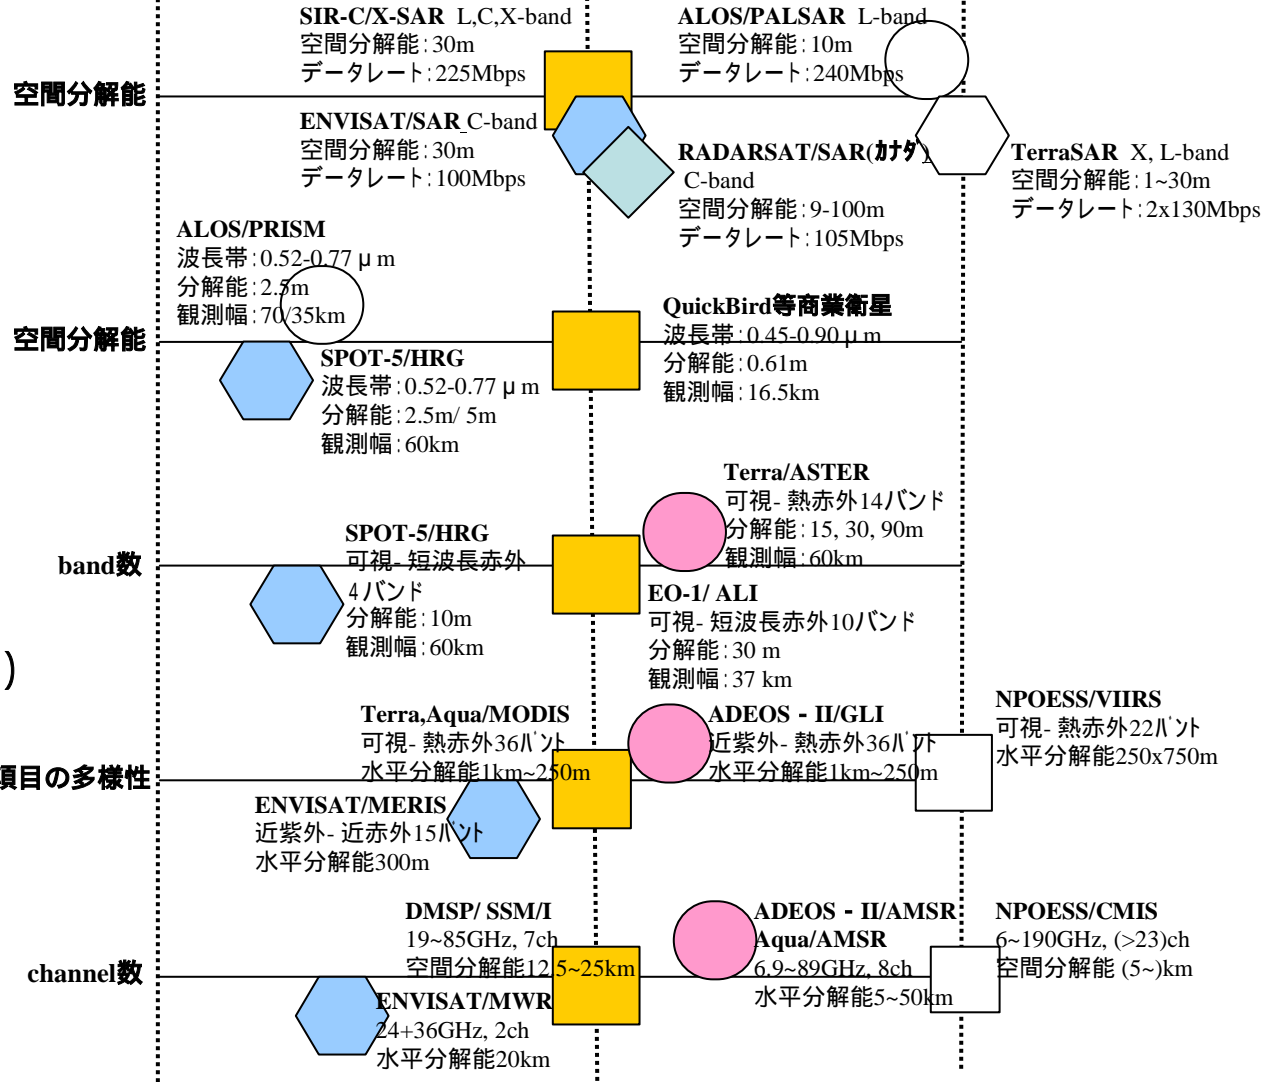 SIR-C/X-SAR L,C,X-band
空間分解能:30m
データレート:225Mbps
ALOS/PALSAR L-band
空間分解能:10m
データレート:240Mbps
空間分解能
ENVISAT/SAR C-band
空間分解能:30m
データレート:100Mbps
RADARSAT/SAR(カナダ)
C-band
空間分解能:9-100m
データレート:105Mbps
TerraSAR X, L-band
空間分解能:1~30m
データレート:2x130Mbps
ALOS/PRISM
波長帯:0.52-0.77μm
分解能:2.5m
観測幅:70/35km
空間分解能
QuickBird等商業衛星
波長帯:0.45-0.90μm
分解能:0.61m
観測幅:16.5km
SPOT-5/HRG
波長帯:0.52-0.77μm
分解能:2.5m/ 5m
観測幅:60km
Terra/ASTER
可視- 熱赤外14バンド
分解能:15, 30, 90m
観測幅:60km
band数
SPOT-5/HRG
可視- 短波長赤外
4バンド
分解能:10m
観測幅:60km
EO-1/ ALI
可視- 短波長赤外10バンド
分解能:30 m
観測幅:37 km
)
Terra,Aqua/MODIS
可視- 熱赤外36バンド
水平分解能1km~250m
ADEOS - II/GLI
近紫外- 熱赤外36バンド
水平分解能1km~250m
NPOESS/VIIRS
可視- 熱赤外22バンド
水平分解能250x750m
項目の多様性
ENVISAT/MERIS
近紫外- 近赤外15バンド
水平分解能300m
DMSP/ SSM/I
19~85GHz, 7ch
空間分解能12.5~25km
ADEOS - II/AMSR
Aqua/AMSR
6.9~89GHz, 8ch
水平分解能5~50km
NPOESS/CMIS
6~190GHz, (>23)ch
空間分解能 (5~)km
channel数
ENVISAT/MWR
24+36GHz, 2ch
水平分解能20km